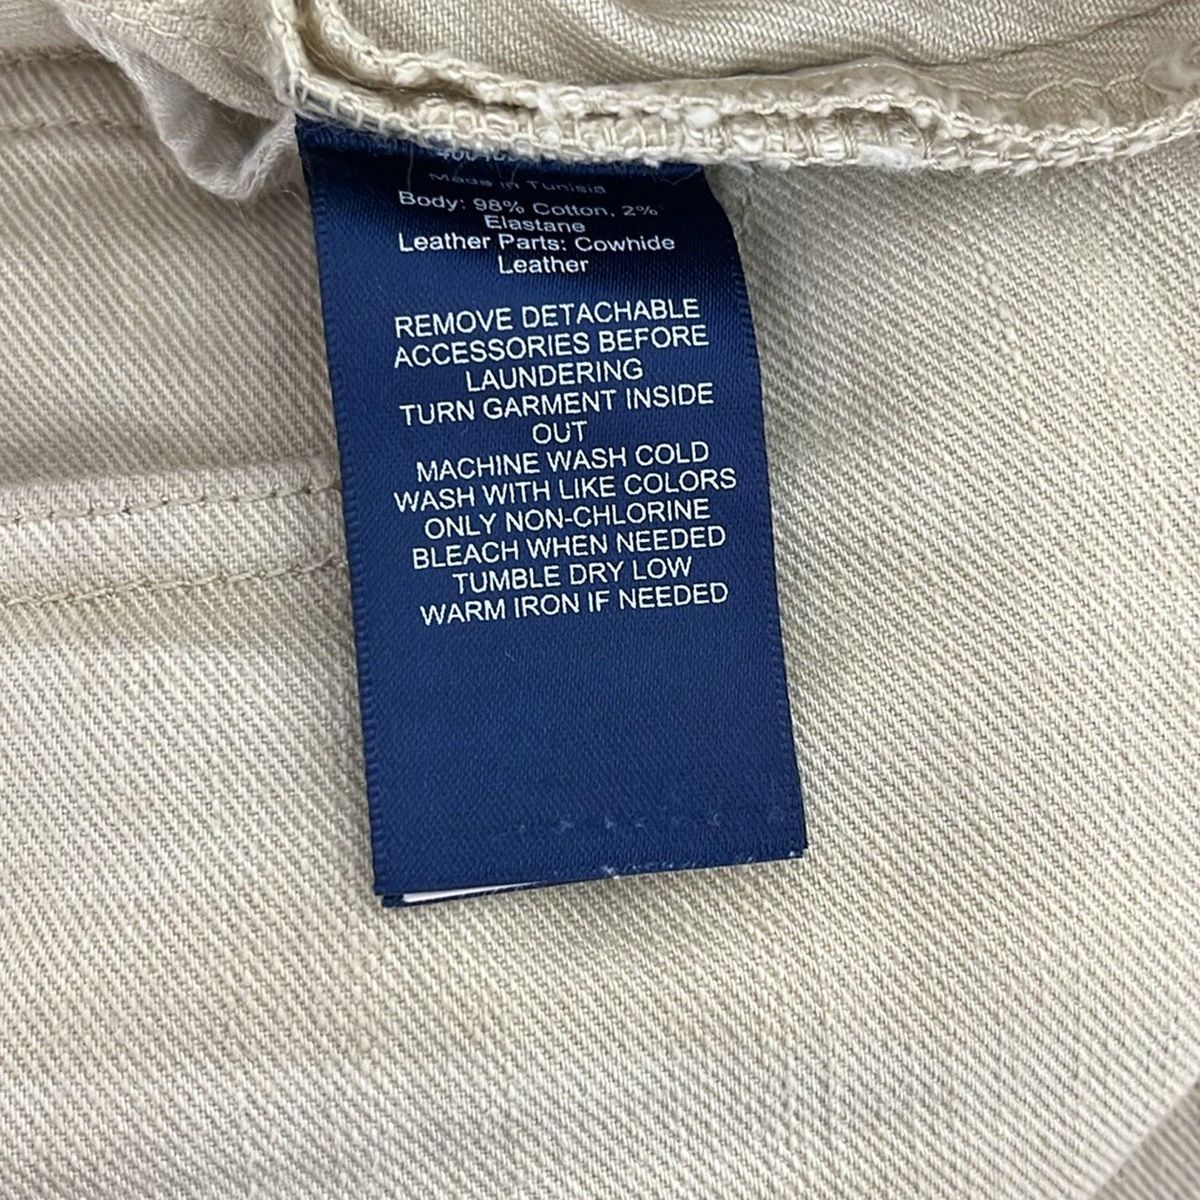 Made in Tunisia
Body: 98% Cotton, 2%
Elastane
Leather Parts: Cowhide
Leather
REMOVE DETACHABLE
ACCESSORIES BEFORE
LAUNDERING
TURN GARMENT INSIDE
OUT
MACHINE WASH COLD
WASH WITH LIKE COLORS
ONLY NON-CHLORINE
BLEACH WHEN NEEDED
TUMBLE DRY LOW
WARM IRON IF NEEDED